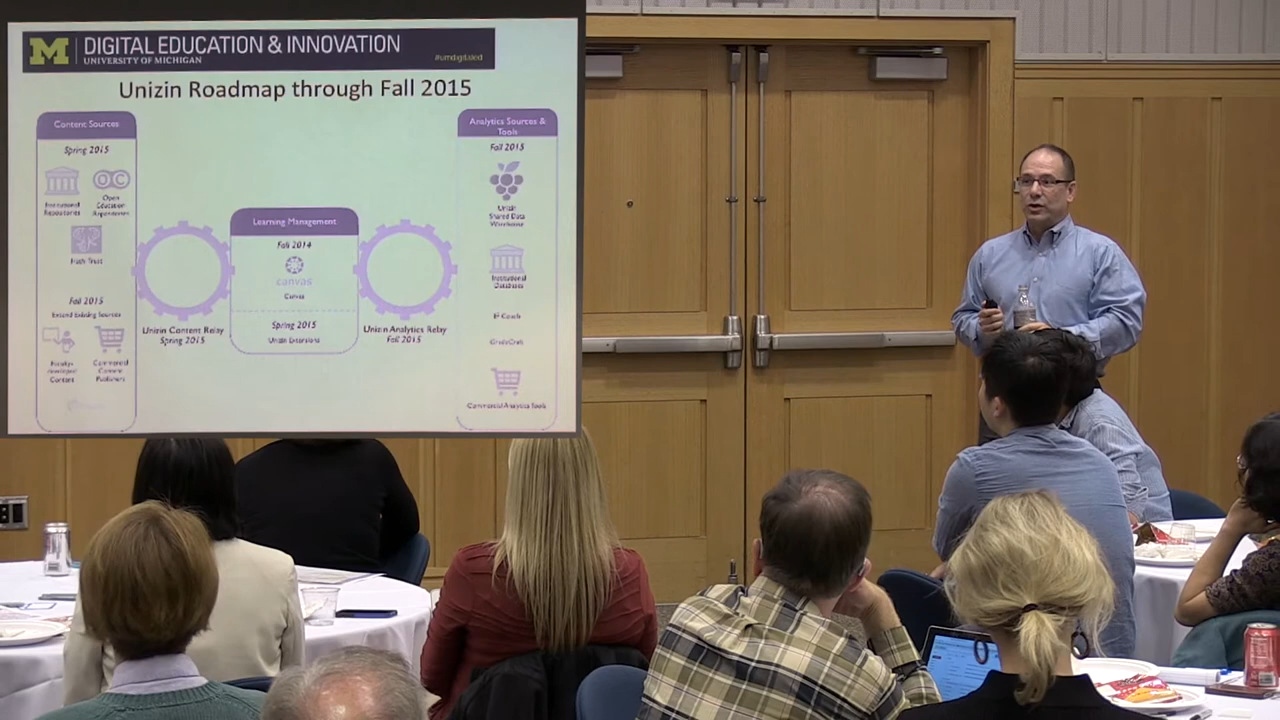 M DIGITAL EDUCATION & INNOVATION
UNIVERSITY OF MICHIGAN
#umdigitaled
Unizin Roadmap through Fall 2015
Content Sources
Spring 2015
Institutional
Repositories
Open
Education
Repositories
Hathi Trust
Fall 2015
Extend Existing Sources
Faculty-
developed
Content
Commercial
Content
Publishers
Unizin Content Relay
Spring 2015
Learning Management
Fall 2014
canvas
Canvas
Spring 2015
Unizin Extensions
Unizin Analytics Relay
Fall 2015
Analytics Sources &
Tools
Fall 2015
Unizin
Shared Data
Warehouse
Institutional
Databases
E² Coach
GradeCraft
Commercial Analytics Tools